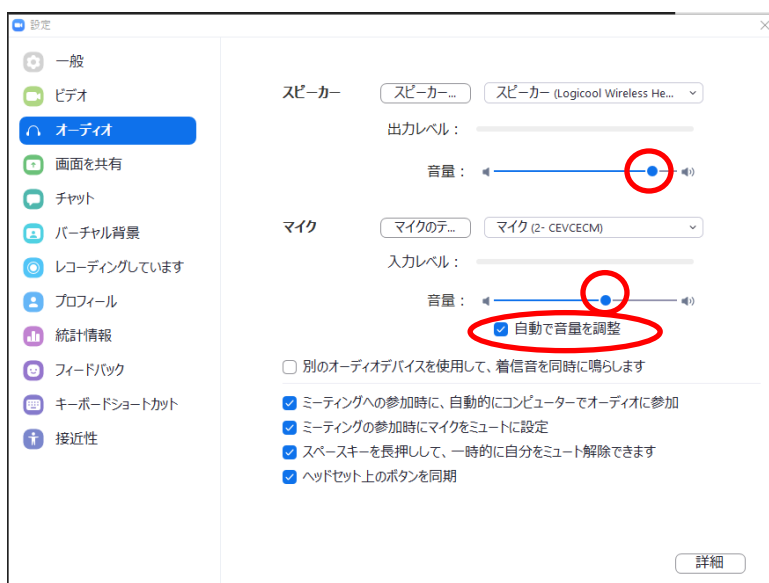 設定
一般
ビデオ
オーディオ
画面を共有
チャット
バーチャル背景
レコーディングしています
プロフィール
統計情報
フィードバック
キーボードショートカット
接近性
スピーカー
スピーカー...
スピーカー (Logicool Wireless He...
出力レベル：
音量：
マイク
マイクのテ...
マイク (2- CEVCECM)
入力レベル：
音量：
自動で音量を調整
別のオーディオデバイスを使用して、着信音を同時に鳴らします
ミーティングへの参加時に、自動的にコンピューターでオーディオに参加
ミーティングの参加時にマイクをミュートに設定
スペースキーを長押しして、一時的に自分をミュート解除できます
ヘッドセット上のボタンを同期
詳細